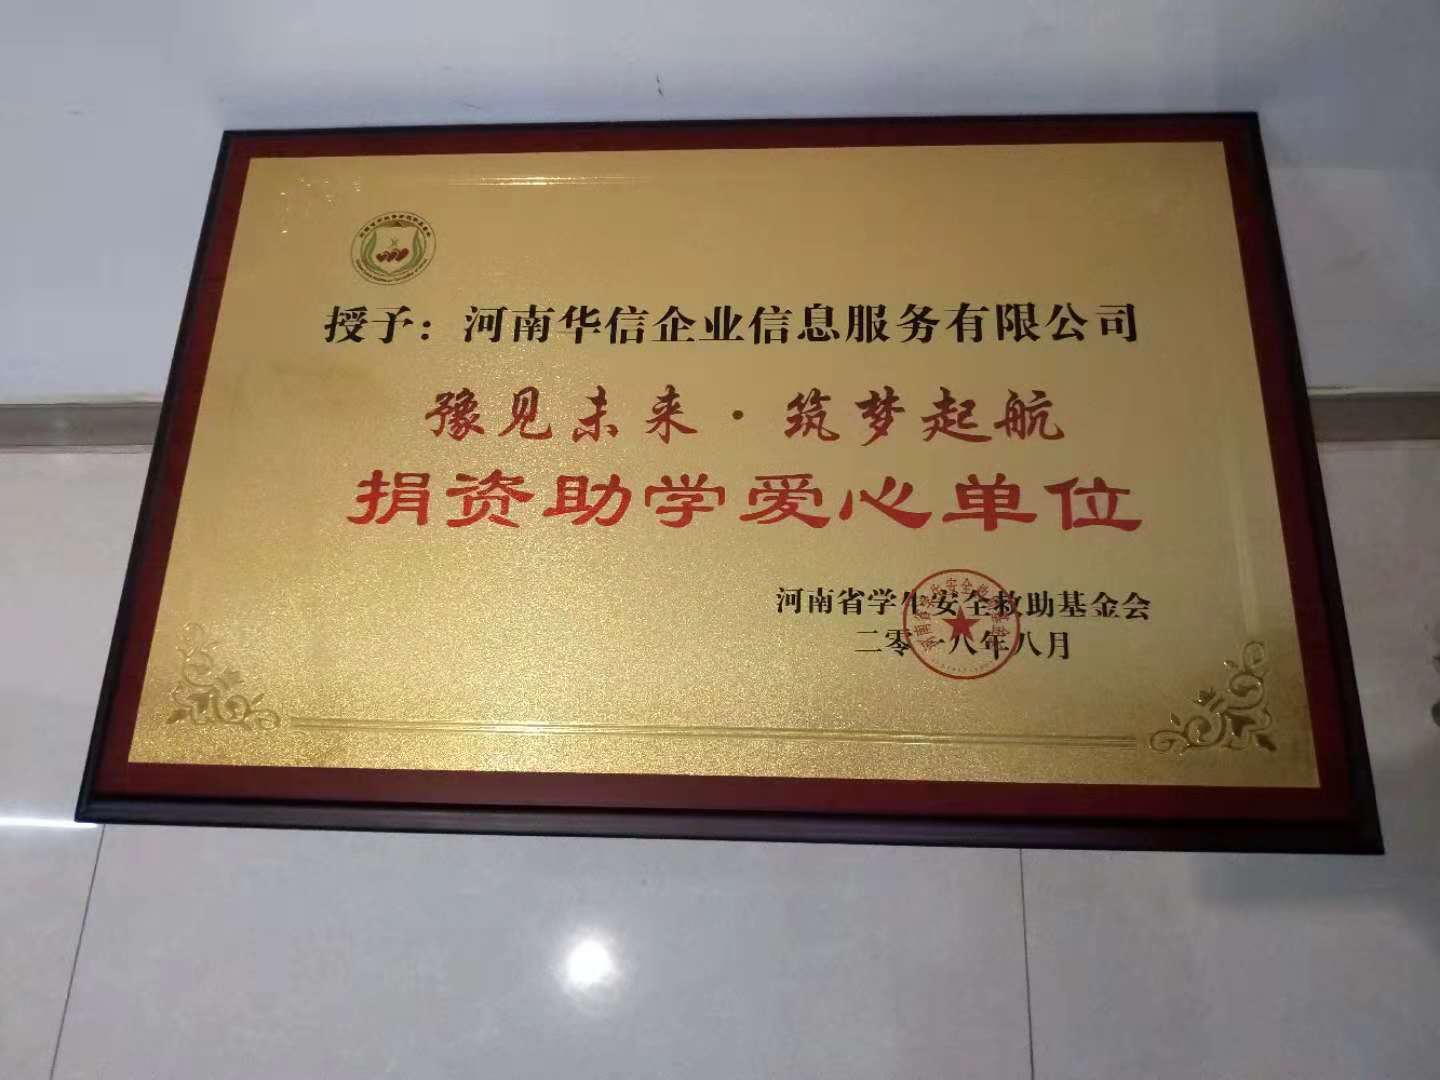 授予：河南华信企业信息服务有限公司
豫见未来·筑梦起航
捐资助学爱心单位
河南省学生安全救助基金会
二零一八年八月